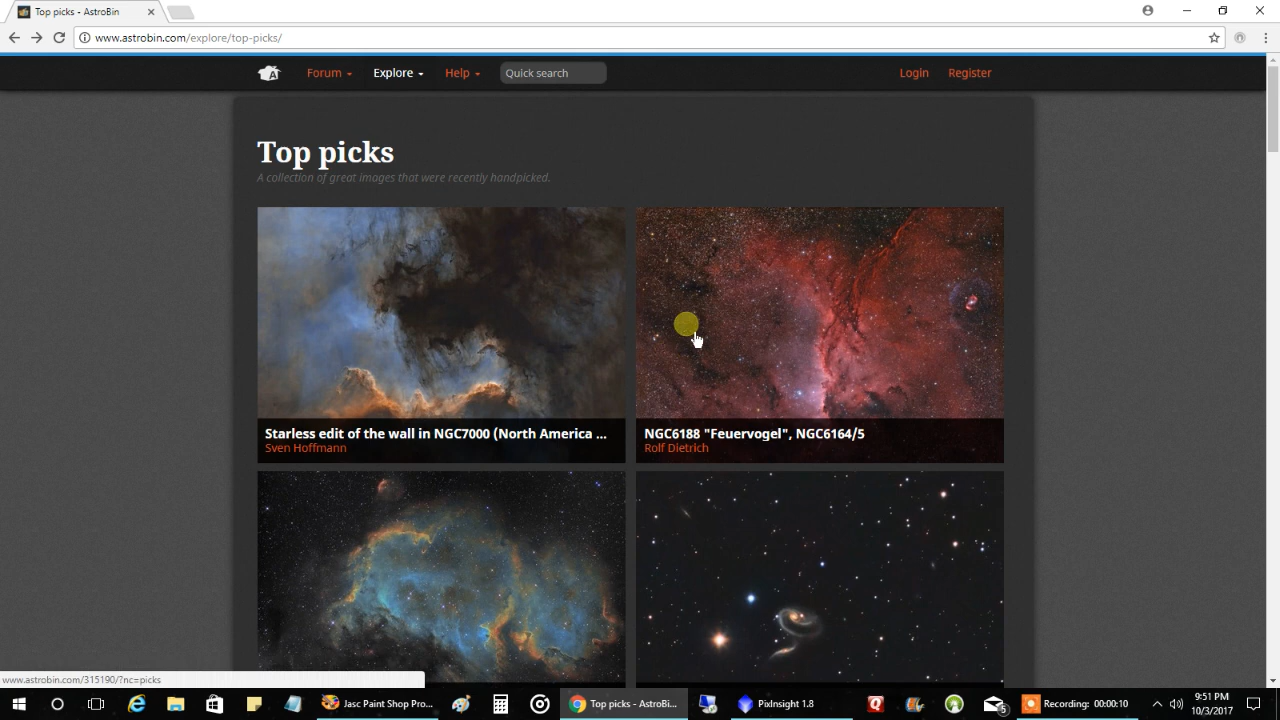 Top picks - AstroBin
www.astrobin.com/explore/top-picks/
A
Forum
Explore
Help
Quick search
Login
Register
Top picks
A collection of great images that were recently handpicked.
Starless edit of the wall in NGC7000 (North America ...
Sven Hoffmann
NGC6188 "Feuervogel", NGC6164/5
Rolf Dietrich
www.astrobin.com/315190/?nc=picks
Jasc Paint Shop Pro...
Top picks - AstroBi...
PixInsight 1.8
5
Recording: 00:00:10
9:51 PM
10/3/2017